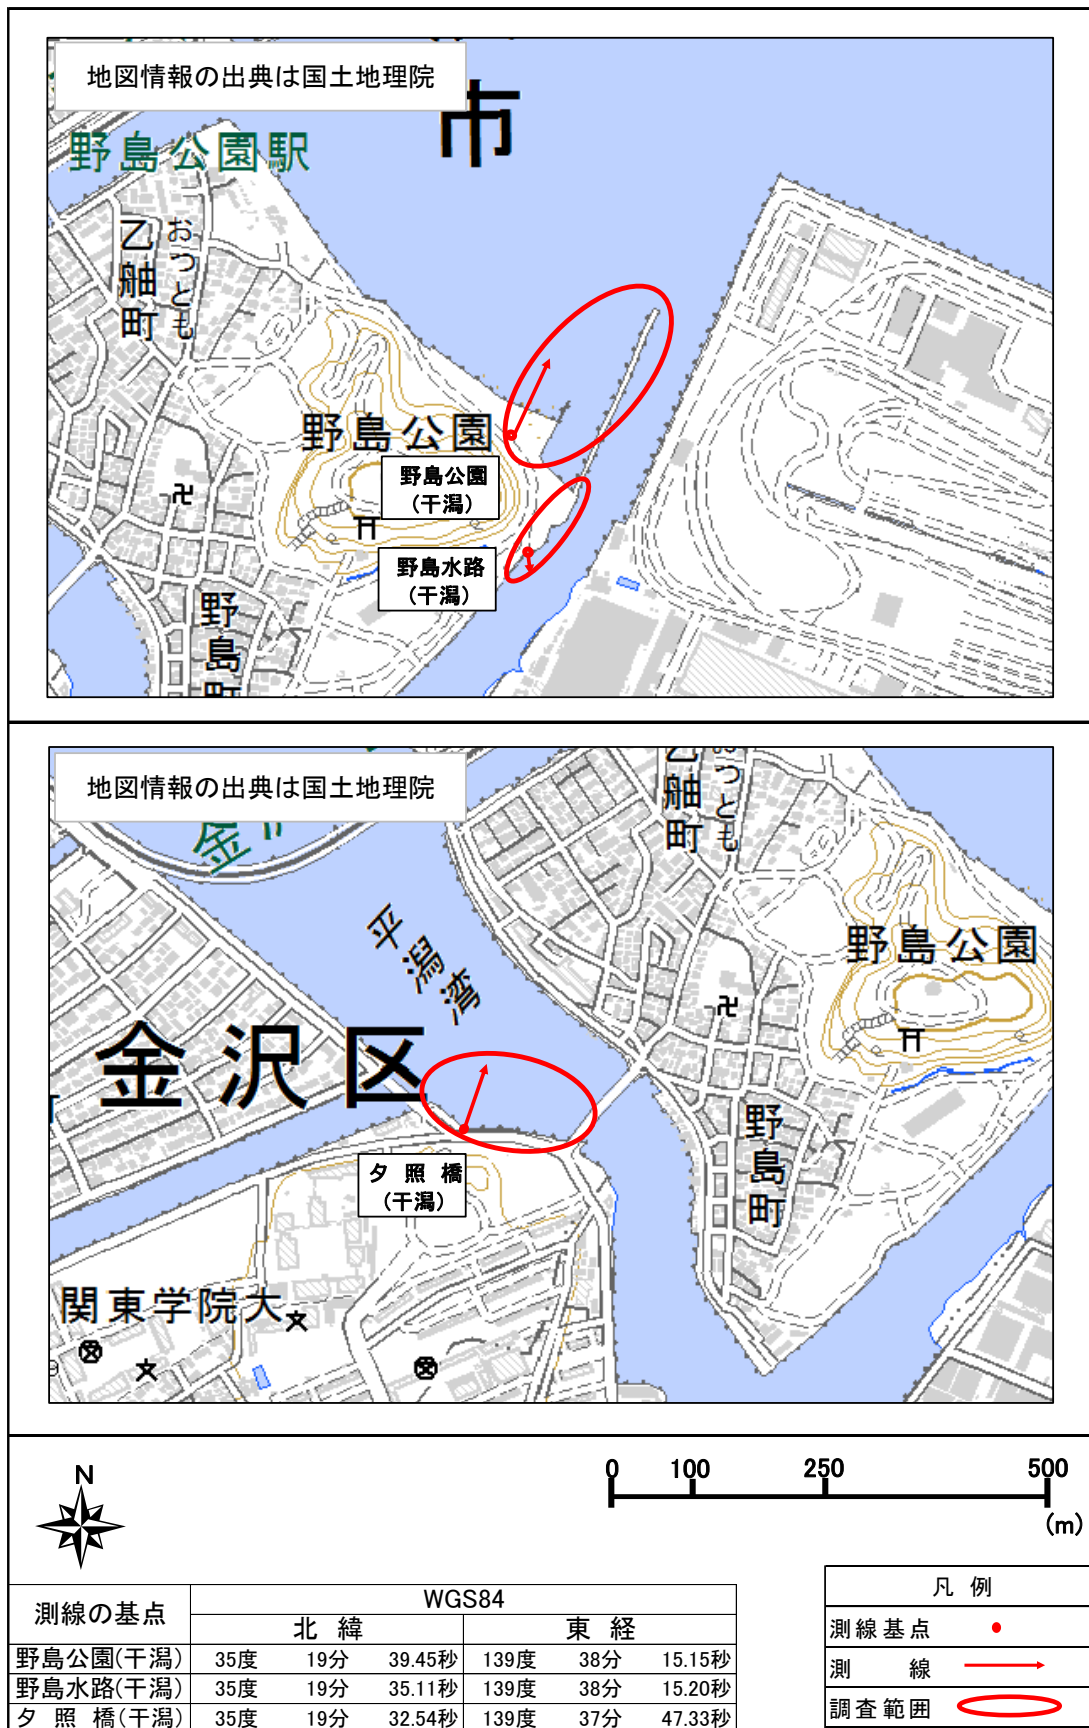 地図情報の出典は国土地理院
市
野島公園駅
乙舳町
おつとも
野島公園
野島公園
(干潟)
野島水路
(干潟)
野島町
地図情報の出典は国土地理院
金
乙舳町
おつとも
平潟湾
野島公園
金沢区
野島町
夕照橋
(干潟)
関東学院大
N
0 100 250 500
(m)
測線の基点 WGS84
北緯 東経
野島公園(干潟) 35度 19分 39.45秒 139度 38分 15.15秒
野島水路(干潟) 35度 19分 35.11秒 139度 38分 15.20秒
夕照橋(干潟) 35度 19分 32.54秒 139度 37分 47.33秒
凡例
測線基点
測線
調査範囲